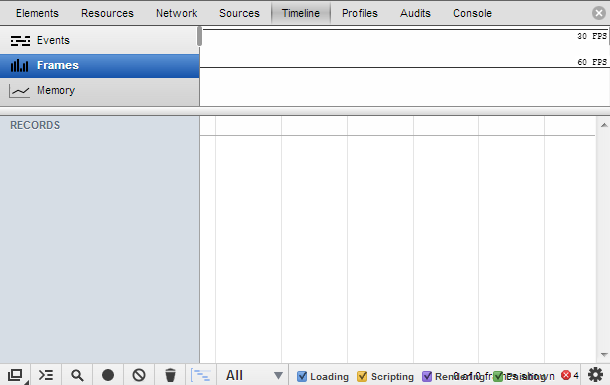 Elements Resources Network Sources Timeline Profiles Audits Console
Events
30 FPS
Frames
60 FPS
Memory
RECORDS
All Loading Scripting Rendering Painting 0 of 0 frames shown 4